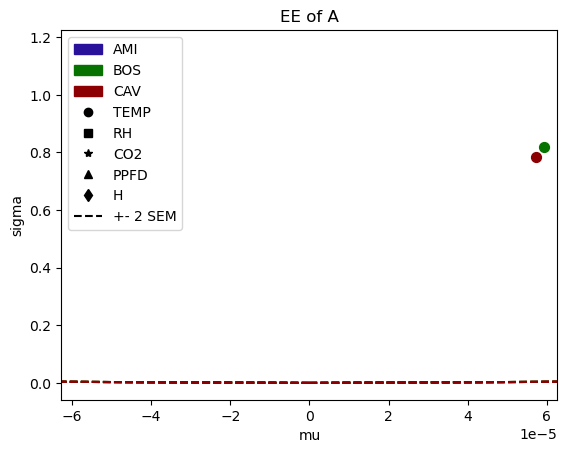 EE of A
AMI
BOS
CAV
TEMP
RH
CO2
PPFD
H
+- 2 SEM
sigma
1.2
1.0
0.8
0.6
0.4
0.2
0.0
−6
−4
−2
0
2
4
6
1e−5
mu